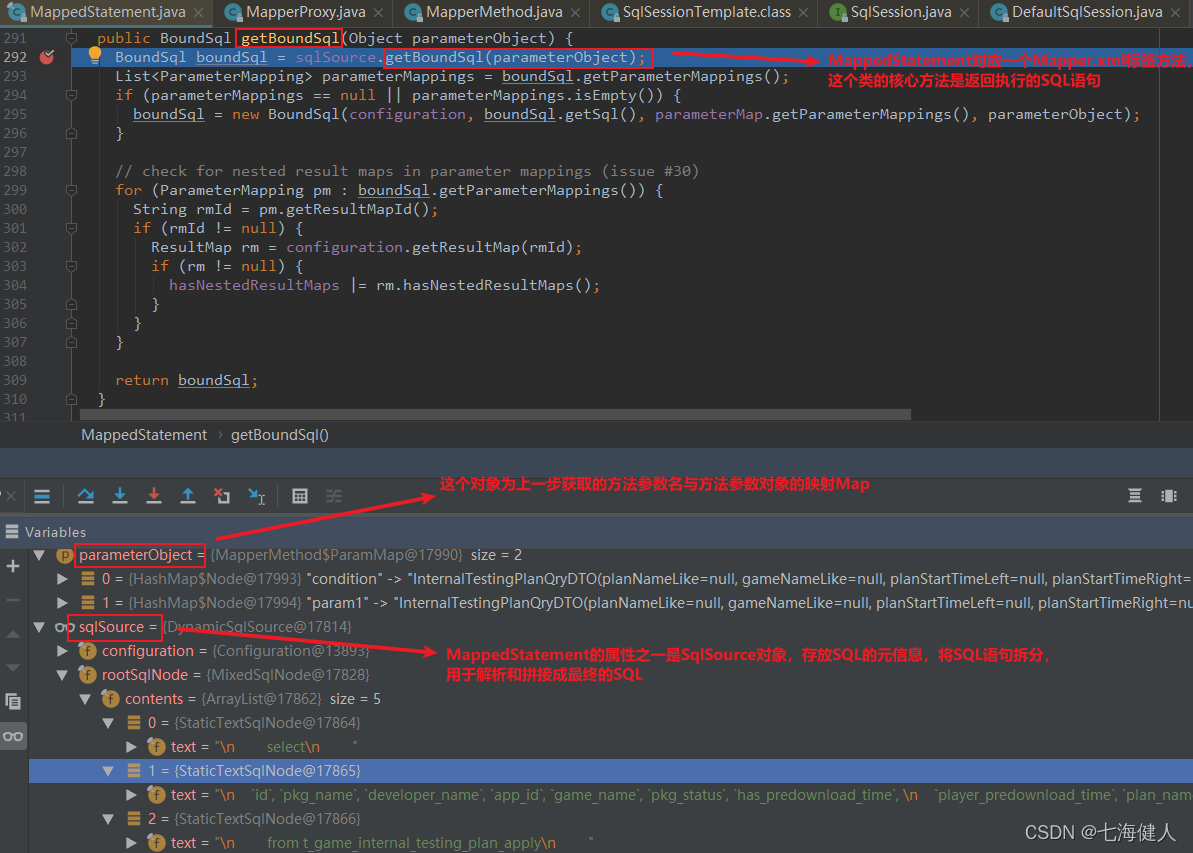 MappedStatement.java × MapperProxy.java × MapperMethod.java × SqlSessionTemplate.class × SqlSession.java × DefaultSqlSession.java ×
291 public BoundSql getBoundSql(Object parameterObject) {
292 BoundSql boundSql = sqlSource.getBoundSql(parameterObject);
MappedStatement对应一个Mapper.xml标签方法,
293 List<ParameterMapping> parameterMappings = boundSql.getParameterMappings();
这个类的核心方法是返回执行的SQL语句
294 if (parameterMappings == null || parameterMappings.isEmpty()) {
295 boundSql = new BoundSql(configuration, boundSql.getSql(), parameterMap.getParameterMappings(), parameterObject);
296 }
297
298 // check for nested result maps in parameter mappings (issue #30)
299 for (ParameterMapping pm : boundSql.getParameterMappings()) {
300 String rmId = pm.getResultMapId();
301 if (rmId != null) {
302 ResultMap rm = configuration.getResultMap(rmId);
303 if (rm != null) {
304 hasNestedResultMaps |= rm.hasNestedResultMaps();
305 }
306 }
307 }
308
309 return boundSql;
310 }
311
MappedStatement › getBoundSql()
这个对象为上一步获取的方法参数名与方法参数对象的映射Map
Variables
parameterObject = {MapperMethod$ParamMap@17990} size = 2
0 = {HashMap$Node@17993} "condition" -> "InternalTestingPlanQryDTO(planNameLike=null, gameNameLike=null, planStartTimeLeft=null, planStartTimeRight=
1 = {HashMap$Node@17994} "param1" -> "InternalTestingPlanQryDTO(planNameLike=null, gameNameLike=null, planStartTimeLeft=null, planStartTimeRight=nu
sqlSource = {DynamicSqlSource@17814}
configuration = {Configuration@13893}
MappedStatement的属性之一是SqlSource对象，存放SQL的元信息，将SQL语句拆分，
用于解析和拼接成最终的SQL
rootSqlNode = {MixedSqlNode@17828}
contents = {ArrayList@17862} size = 5
0 = {StaticTextSqlNode@17864}
text = "\n select\n "
1 = {StaticTextSqlNode@17865}
text = "\n `id`, `pkg_name`, `developer_name`, `app_id`, `game_name`, `pkg_status`, `has_predownload_time`, \n `player_predownload_time`, `plan_nam
2 = {StaticTextSqlNode@17866}
text = "\n from t_game_internal_testing_plan_apply\n "
CSDN @七海健人